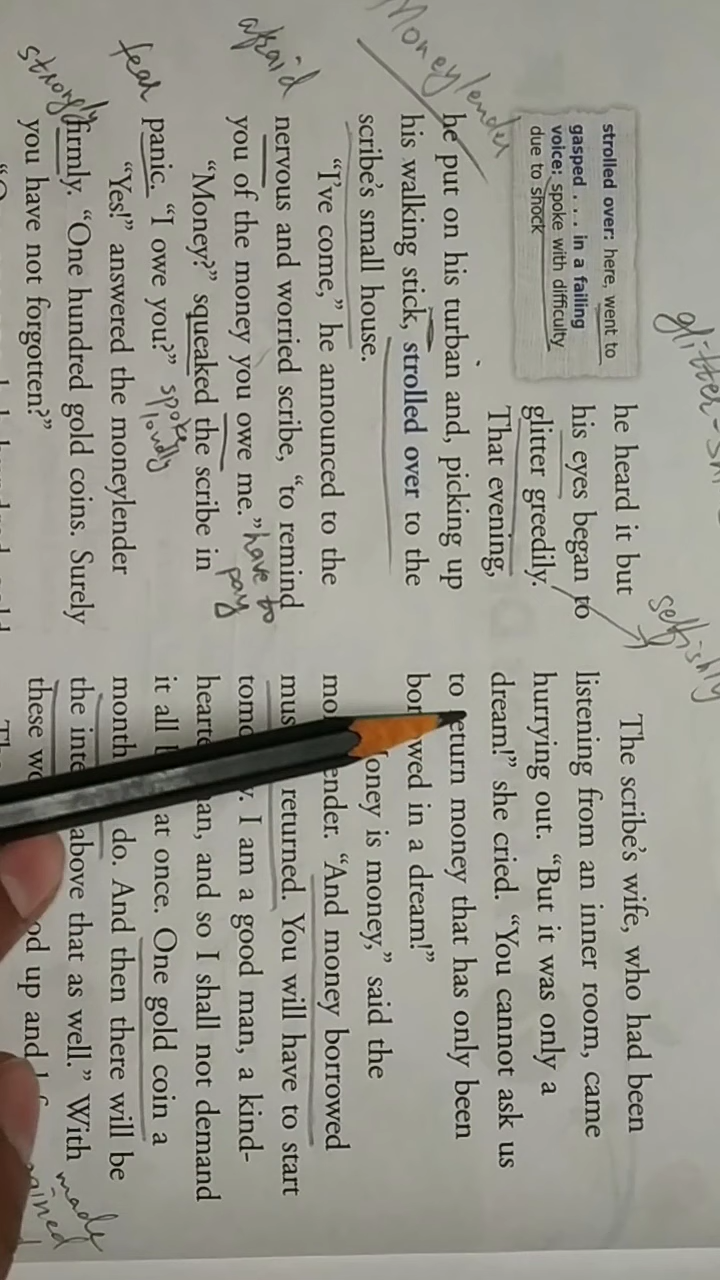 glitter-
selfishly
Moneylender
strolled over: here, went to
gasped . . . in a failing
voice: spoke with difficulty
due to shock
he heard it but
his eyes began to
glitter greedily.
That evening,
he put on his turban and, picking up
his walking stick, strolled over to the
scribe's small house.
"I've come," he announced to the
afraid
nervous and worried scribe, "to remind
you of the money you owe me."
have to
pay
"Money?" squeaked the scribe in
fear
panic. "I owe you?"
spoke
loudly
"Yes!" answered the moneylender
strongly
firmly. "One hundred gold coins. Surely
you have not forgotten?"
The scribe's wife, who had been
listening from an inner room, came
hurrying out. "But it was only a
dream!" she cried. "You cannot ask us
to return money that has only been
in a dream!"
money is money," said the
"And money borrowed
returned. You will have to start
I am a good man, a kind-
and so I shall not demand
it all at once. One gold coin a
month do. And then there will be
the above that as well." With
these up and
made